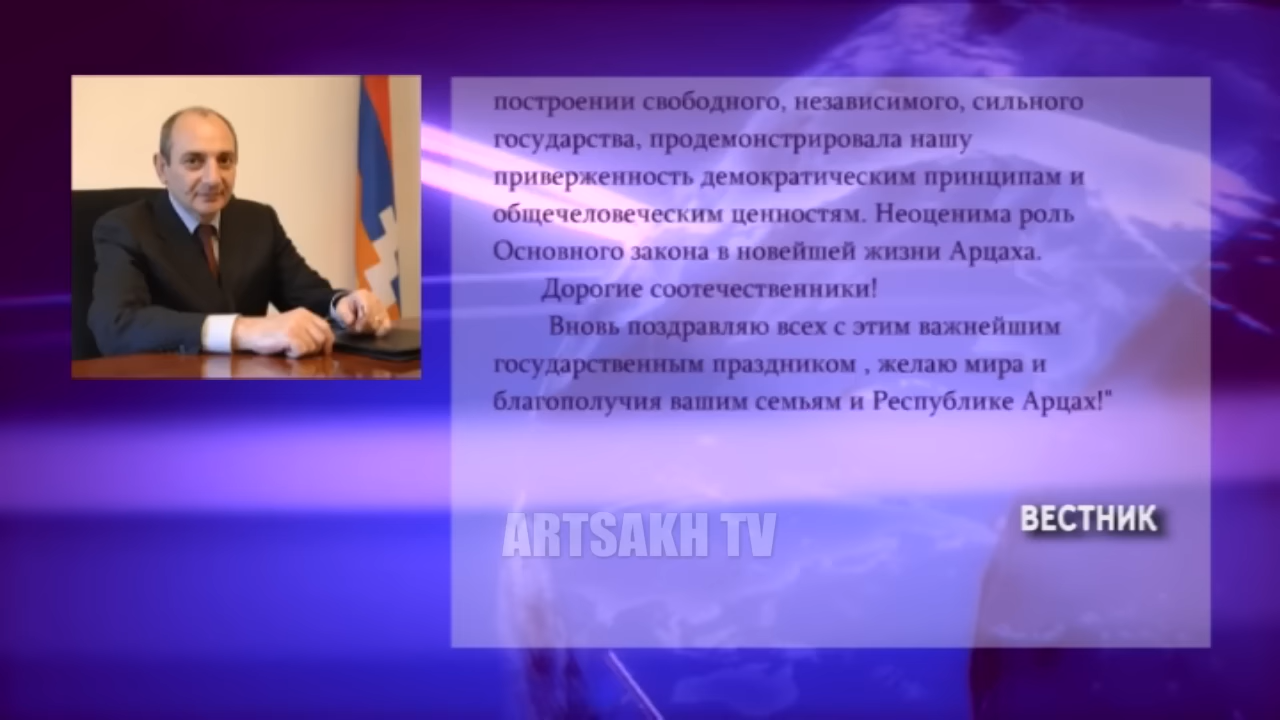 построении свободного, независимого, сильного
государства, продемонстрировала нашу
приверженность демократическим принципам и
общечеловеческим ценностям. Неоценима роль
Основного закона в новейшей жизни Арцаха.
Дорогие соотечественники!
Вновь поздравляю всех с этим важнейшим
государственным праздником , желаю мира и
благополучия вашим семьям и Республике Арцах!"
ВЕСТНИК
ARTSAKH TV